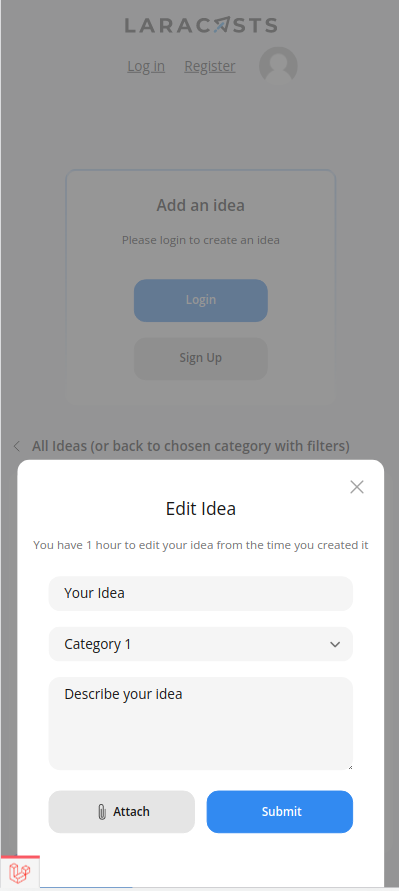 LARACASTS
Log in
Register
Add an idea
Please login to create an idea
Login
Sign Up
All Ideas (or back to chosen category with filters)
Edit Idea
You have 1 hour to edit your idea from the time you created it
Your Idea
Category 1
Describe your idea
Attach
Submit